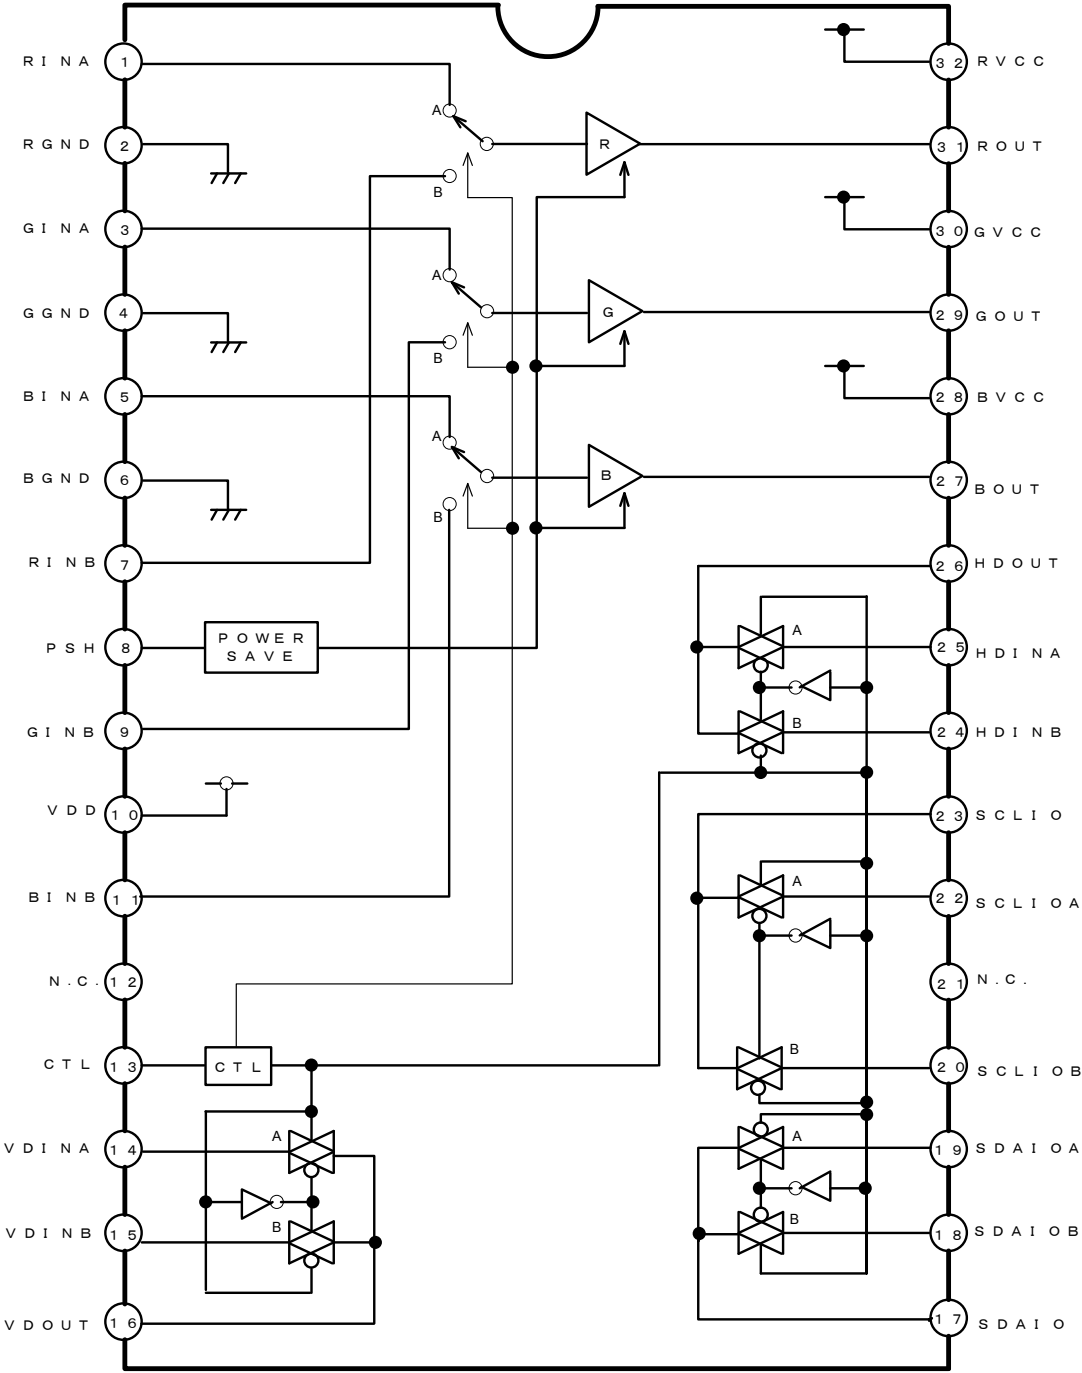 RINA 1
32 RVCC
A
RGND 2
R
31 ROUT
B
GINA 3
30 GVCC
A
GGND 4
G
29 GOUT
B
BINA 5
28 BVCC
A
BGND 6
B
27 BOUT
B
RINB 7
26 HDOUT
A
PSH 8
POWER
SAVE
25 HDINA
B
GINB 9
24 HDINB
VDD 10
23 SCLIO
A
BINB 11
22 SCLIOA
N.C. 12
21 N.C.
B
CTL 13
CTL
20 SCLIOB
A
A
VDINA 14
19 SDAIOA
B
B
VDINB 15
18 SDAIOB
VDOUT 16
17 SDAIO